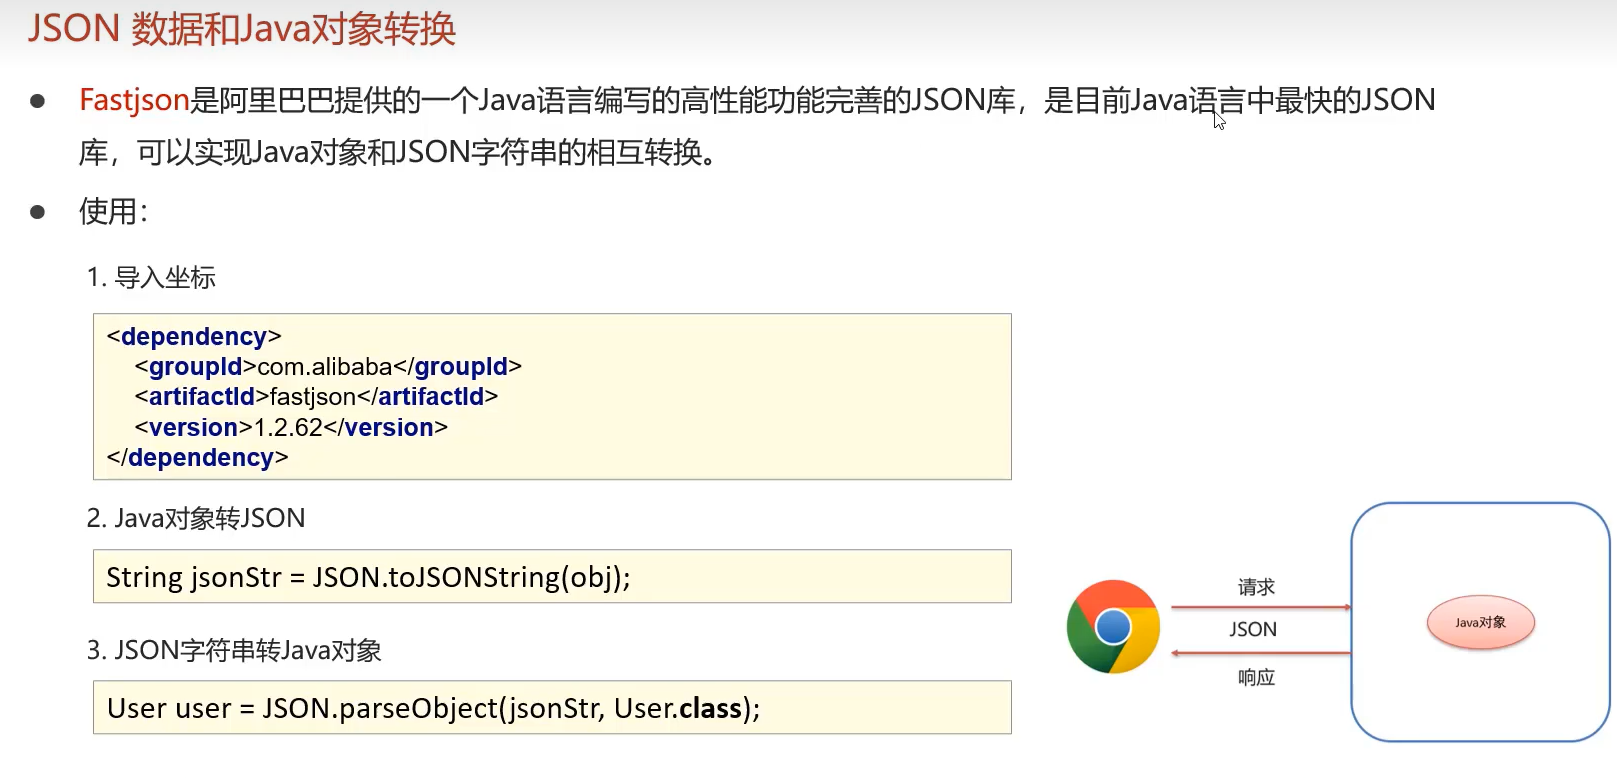 JSON 数据和Java对象转换
● Fastjson是阿里巴巴提供的一个Java语言编写的高性能功能完善的JSON库，是目前Java语言中最快的JSON
库，可以实现Java对象和JSON字符串的相互转换。
● 使用：
1. 导入坐标
<dependency>
<groupId>com.alibaba</groupId>
<artifactId>fastjson</artifactId>
<version>1.2.62</version>
</dependency>
2. Java对象转JSON
String jsonStr = JSON.toJSONString(obj);
3. JSON字符串转Java对象
User user = JSON.parseObject(jsonStr, User.class);
请求
JSON
响应
Java对象